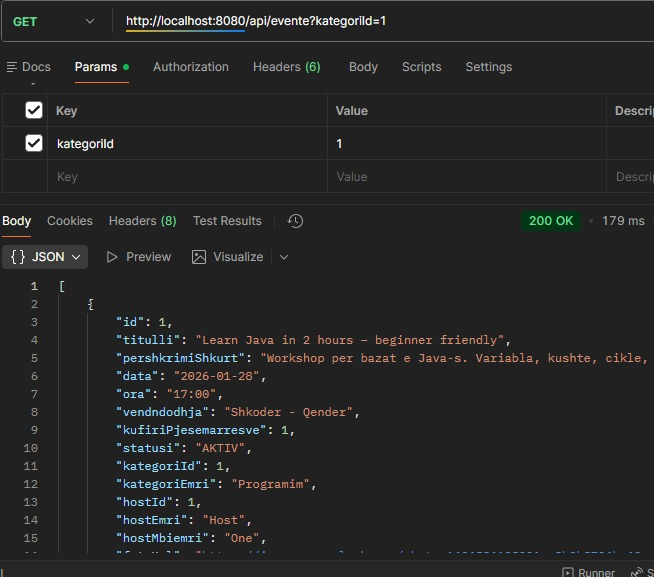 GET http://localhost:8080/api/evente?kategoriId=1
Docs Params Authorization Headers (6) Body Scripts Settings
Key Value Descri
kategoriId 1
Key Value Descri
Body Cookies Headers (8) Test Results 200 OK • 179 ms
{} JSON Preview Visualize
1 [
2 {
3 "id": 1,
4 "titulli": "Learn Java in 2 hours – beginner friendly",
5 "pershkrimiShkurt": "Workshop per bazat e Java-s. Variabla, kushte, cikle,
6 "data": "2026-01-28",
7 "ora": "17:00",
8 "vendndodhja": "Shkoder - Qender",
9 "kufiriPjesemarresve": 1,
10 "statusi": "AKTIV",
11 "kategoriId": 1,
12 "kategoriEmri": "Programim",
13 "hostId": 1,
14 "hostEmri": "Host",
15 "hostMbiemri": "One",
Runner